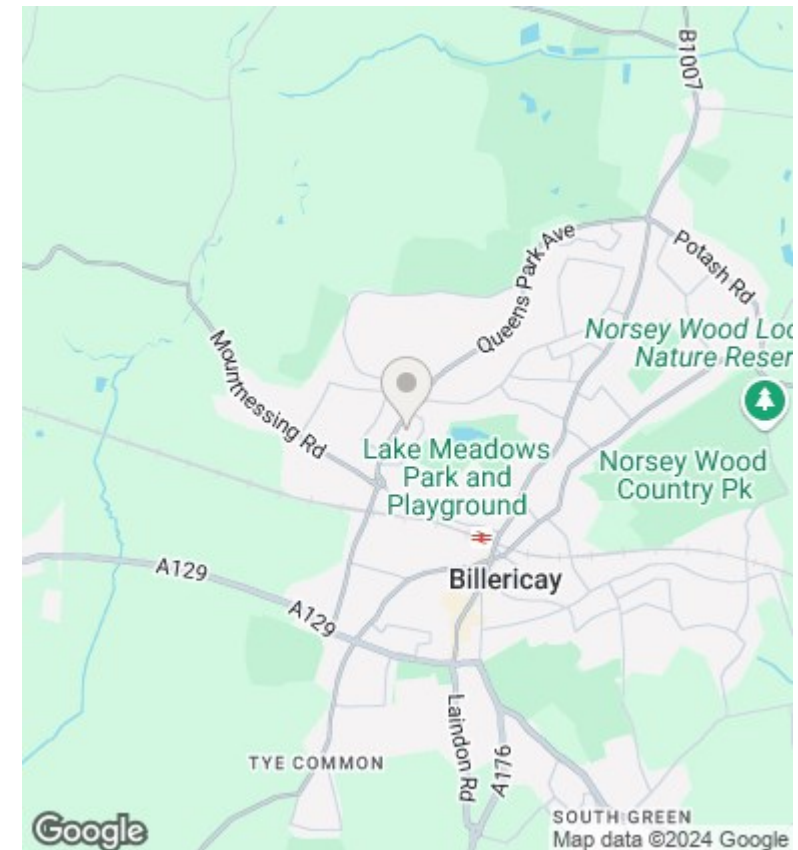 B1007
Queens Park Ave
Potash Rd
Norsey Wood Loc
Nature Reser
Mountnessing Rd
Lake Meadows
Park and
Playground
Norsey Wood
Country Pk
A129
Billericay
A129
Laindon Rd
A176
TYE COMMON
SOUTH GREEN
Google
Map data ©2024 Google